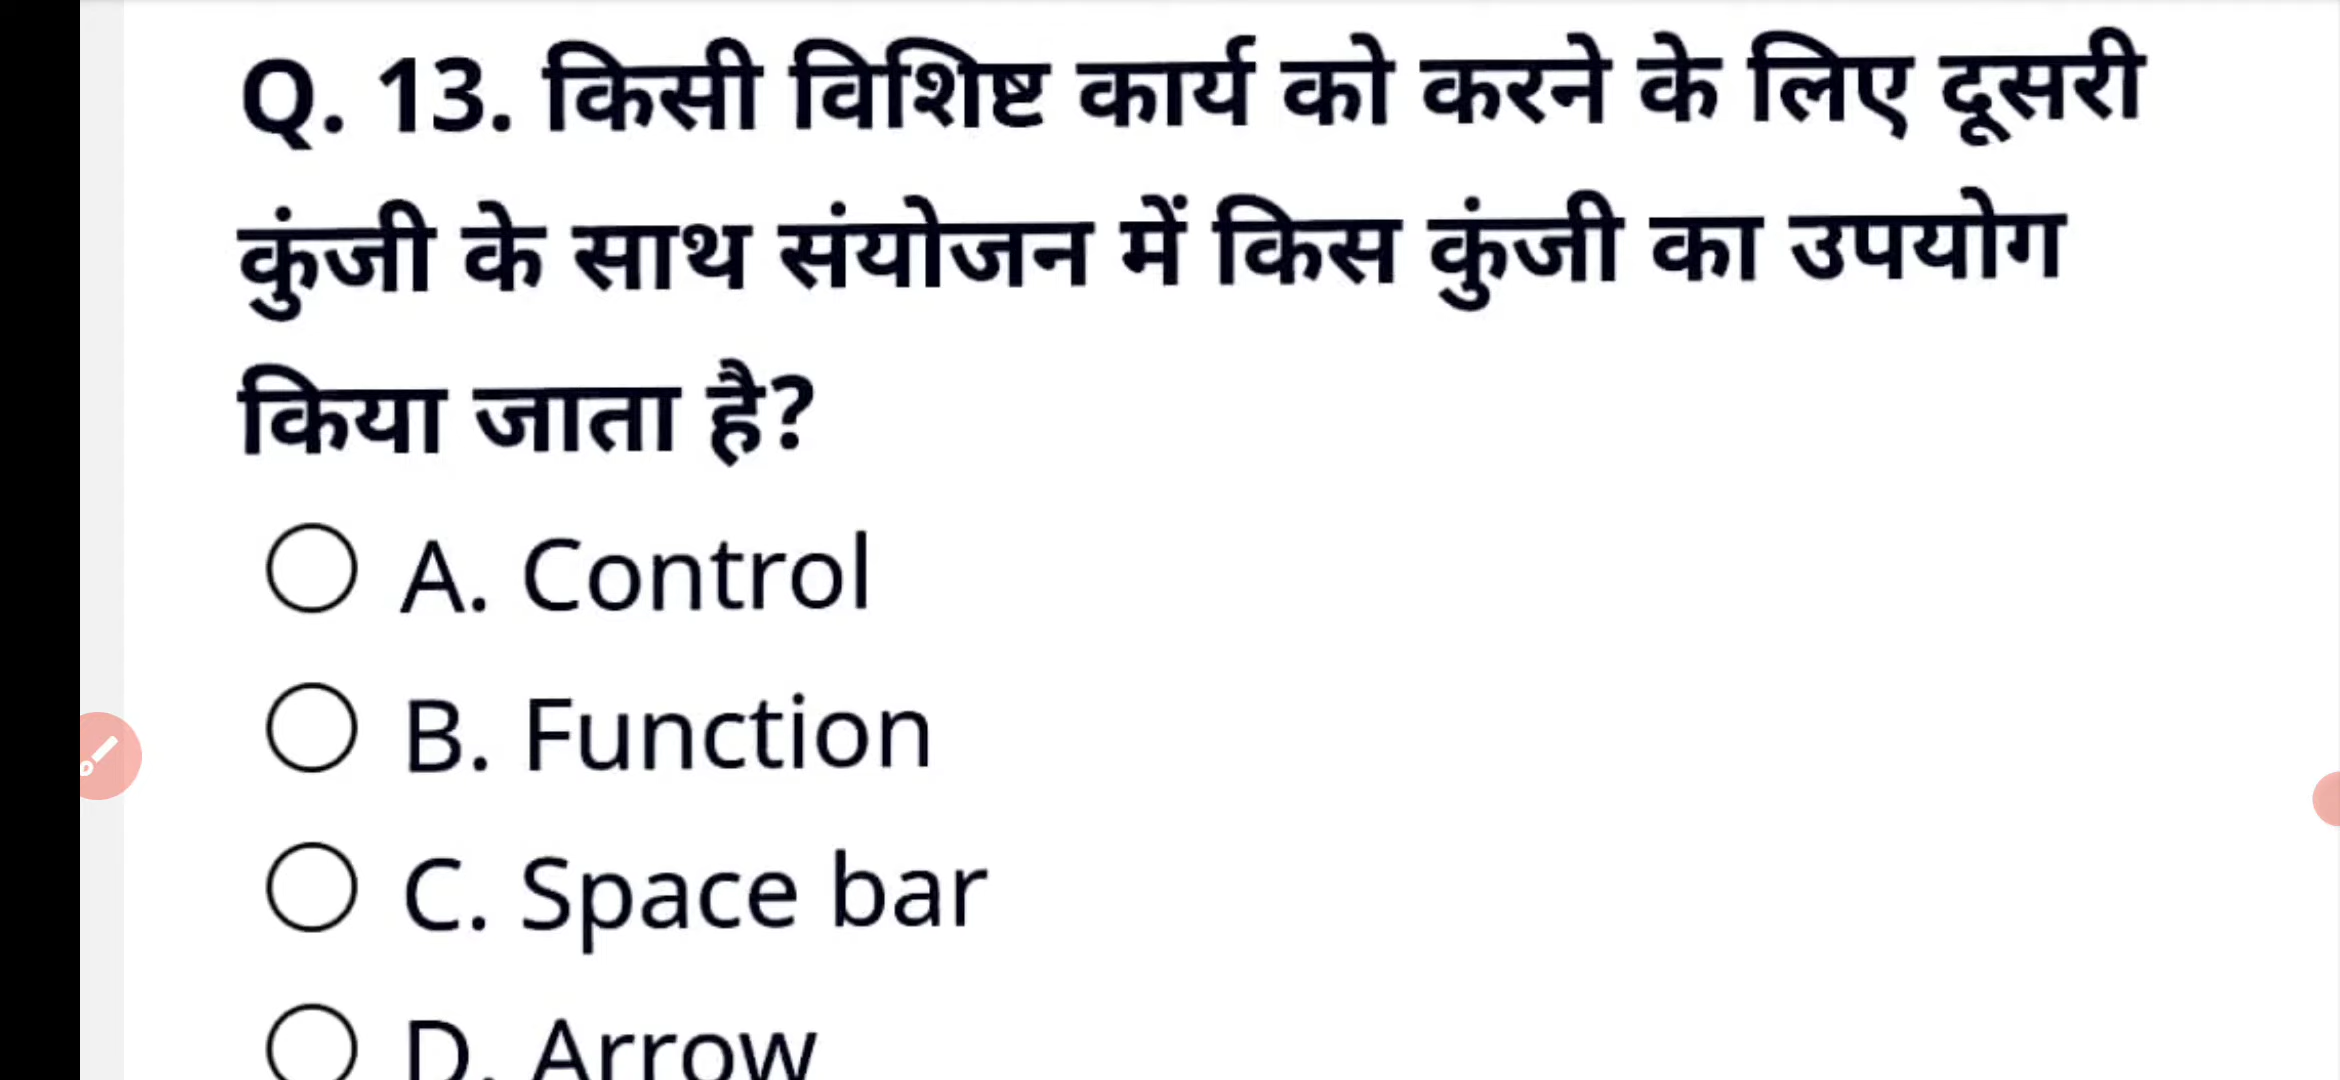 Q. 13. किसी विशिष्ट कार्य को करने के लिए दूसरी
कुंजी के साथ संयोजन में किस कुंजी का उपयोग
किया जाता है?
A. Control
B. Function
C. Space bar
D. Arrow